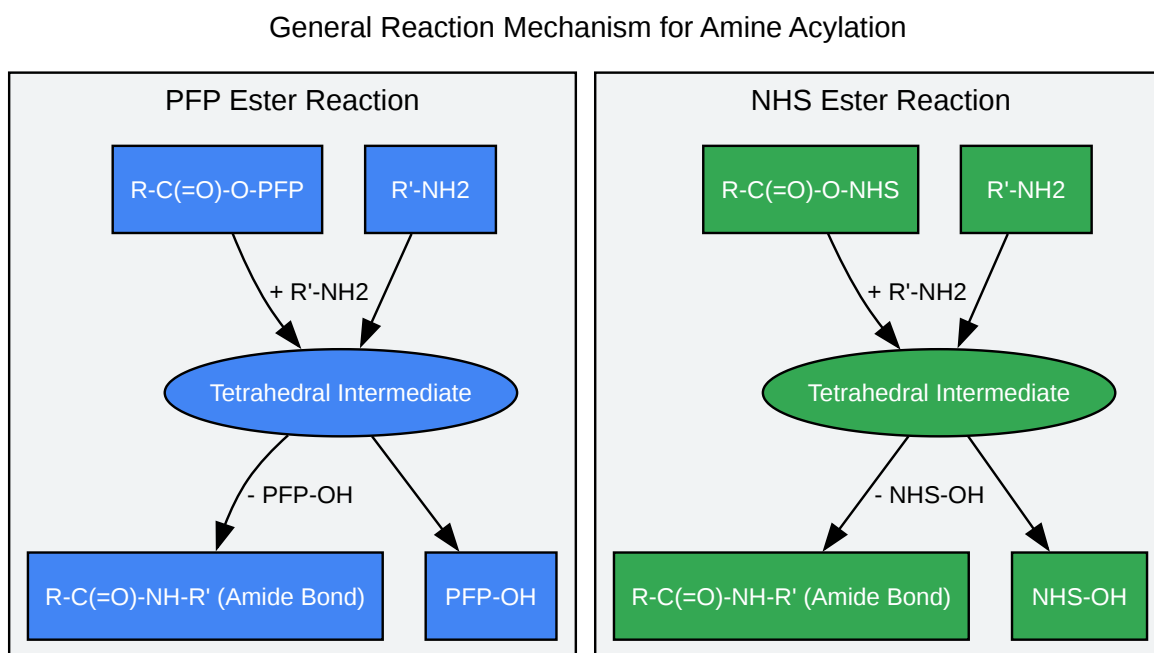 General Reaction Mechanism for Amine Acylation
PFP Ester Reaction
R-C(=O)-O-PFP
R'-NH2
+ R'-NH2
Tetrahedral Intermediate
- PFP-OH
R-C(=O)-NH-R' (Amide Bond)
PFP-OH
NHS Ester Reaction
R-C(=O)-O-NHS
R'-NH2
+ R'-NH2
Tetrahedral Intermediate
- NHS-OH
R-C(=O)-NH-R' (Amide Bond)
NHS-OH